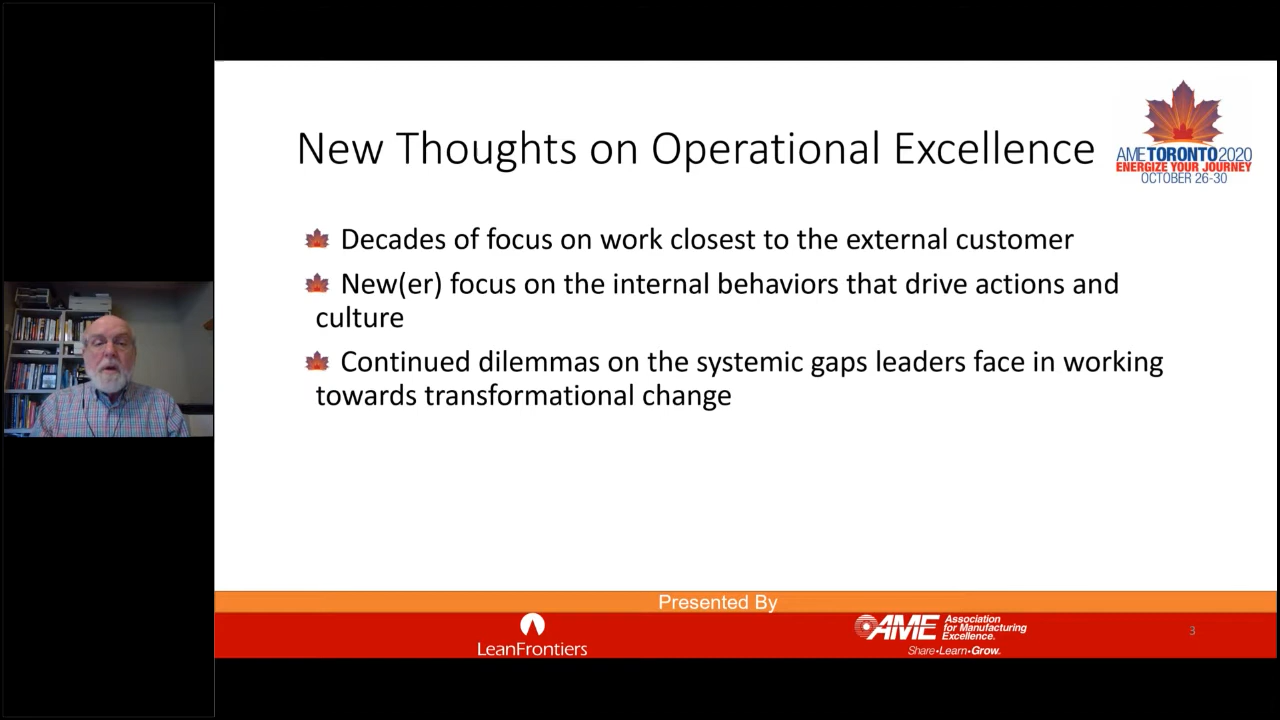 New Thoughts on Operational Excellence
AMETORONTO2020
ENERGIZE YOUR JOURNEY
OCTOBER 26-30
Decades of focus on work closest to the external customer
New(er) focus on the internal behaviors that drive actions and
culture
Continued dilemmas on the systemic gaps leaders face in working
towards transformational change
Presented By
LeanFrontiers
AME Association
for Manufacturing
Excellence.
Share•Learn•Grow.
3